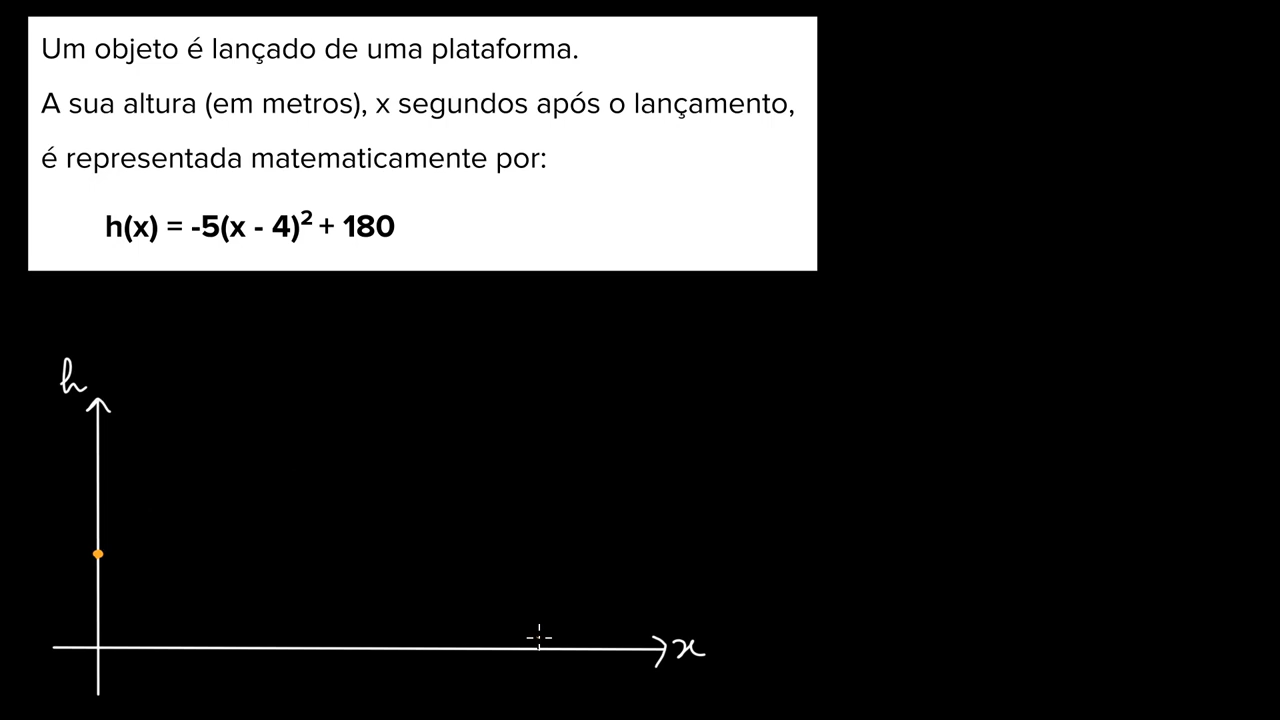 Um objeto é lançado de uma plataforma.
A sua altura (em metros), x segundos após o lançamento,
é representada matematicamente por:
h(x) = -5(x - 4)² + 180
h
x